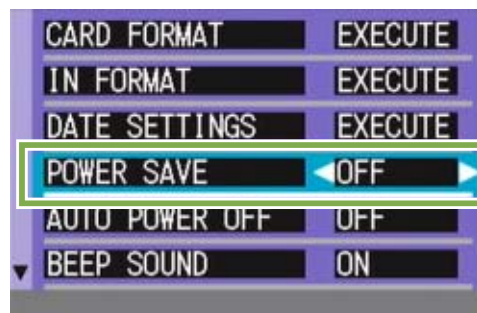 CARD FORMAT EXECUTE
IN FORMAT EXECUTE
DATE SETTINGS EXECUTE
POWER SAVE OFF
AUTO POWER OFF OFF
BEEP SOUND ON